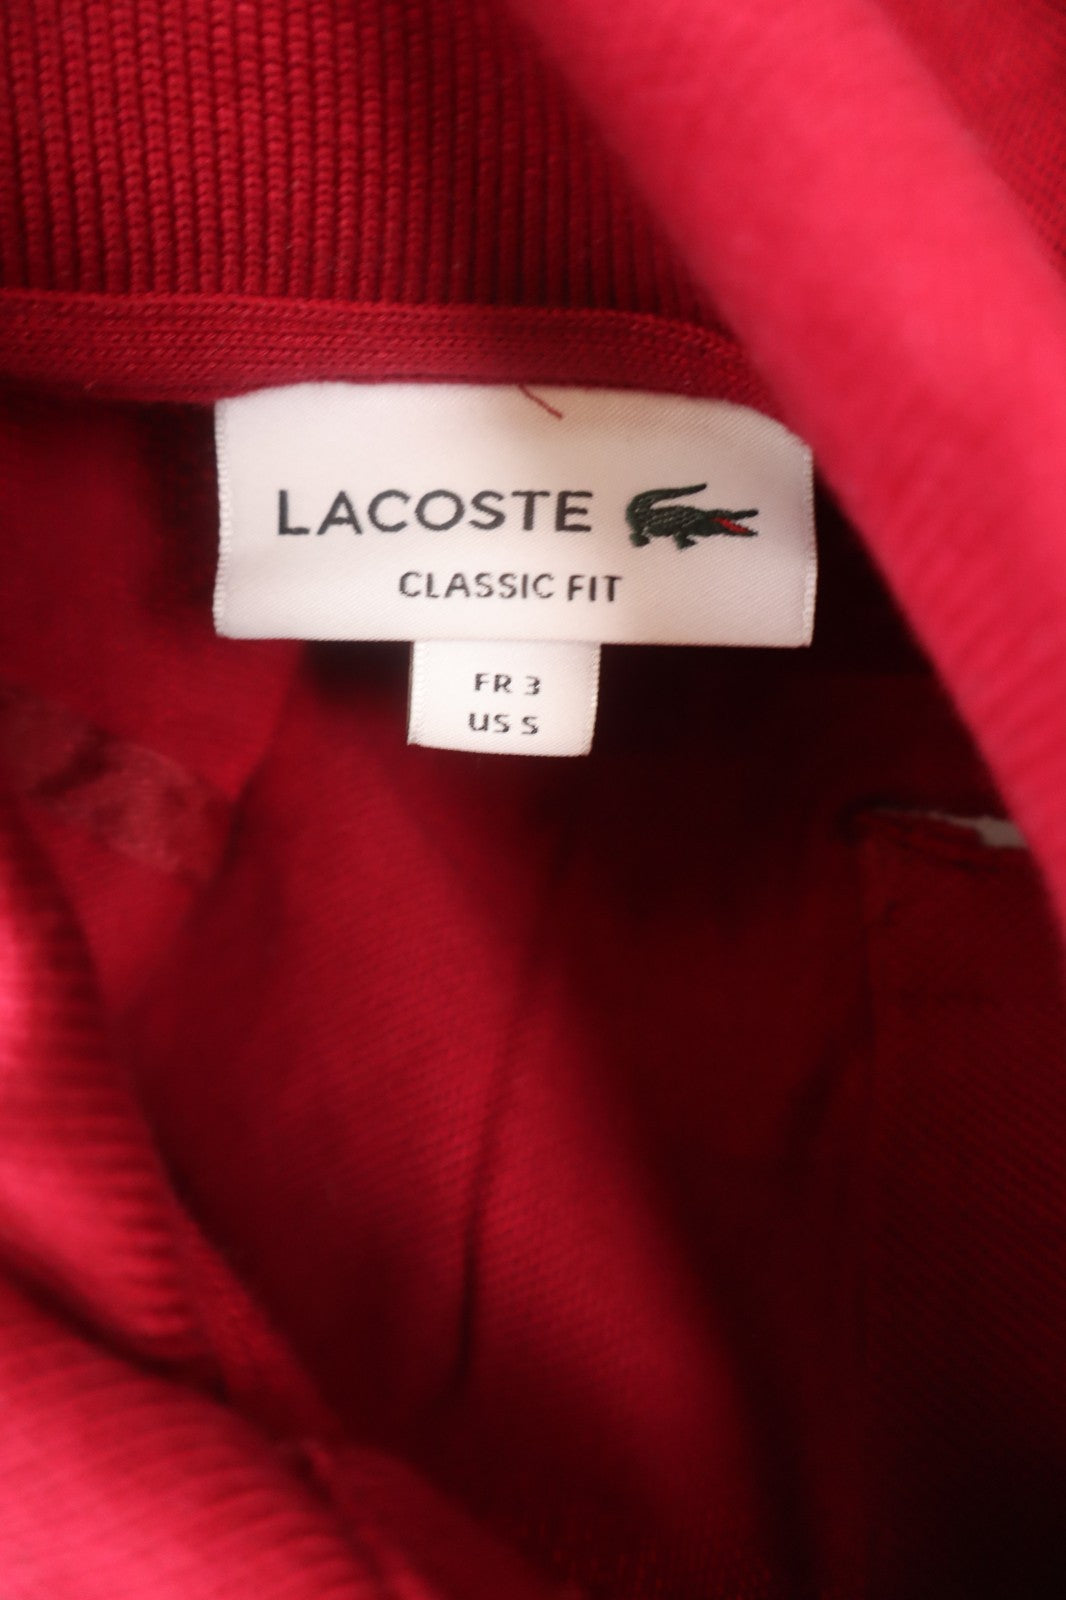 LACOSTE
CLASSIC FIT
FR 3
US S